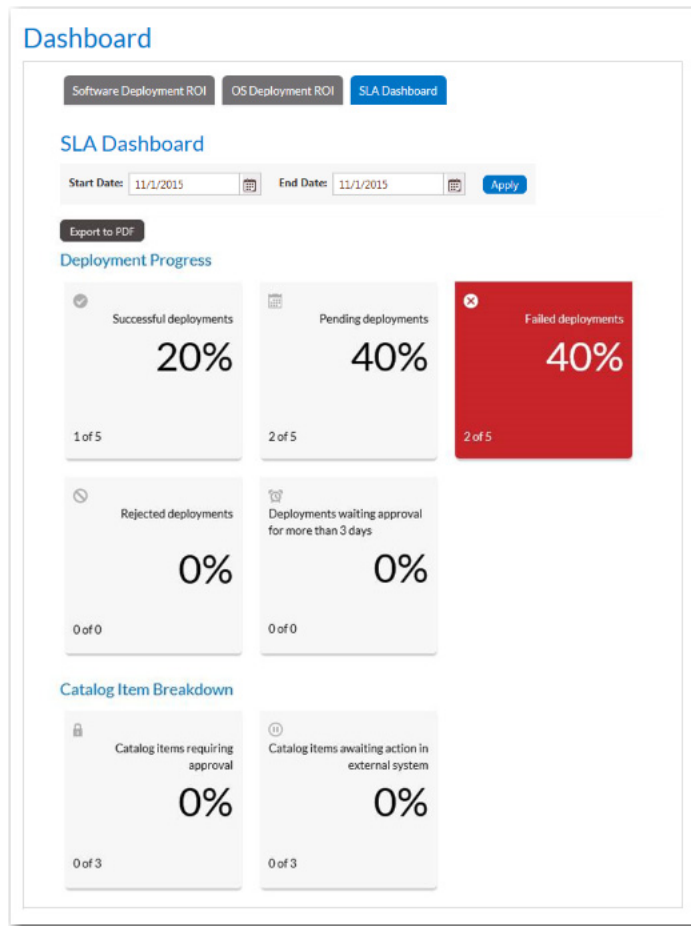 Dashboard
Software Deployment ROI
OS Deployment ROI
SLA Dashboard
SLA Dashboard
Start Date: 11/1/2015 End Date: 11/1/2015 Apply
Export to PDF
Deployment Progress
Successful deployments
20%
1 of 5
Pending deployments
40%
2 of 5
Failed deployments
40%
2 of 5
Rejected deployments
0%
0 of 0
Deployments waiting approval
for more than 3 days
0%
0 of 0
Catalog Item Breakdown
Catalog items requiring
approval
0%
0 of 3
Catalog items awaiting action in
external system
0%
0 of 3